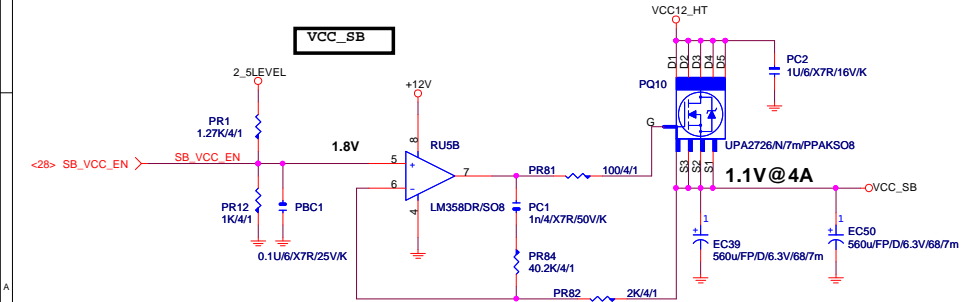 VCC_SB
VCC12_HT
2_5LEVEL
+12V
D1
D2
D3
D4
D5
PC2
1U/6/X7R/16V/K
PQ10
PR1
1.27K/4/1
8
RU5B
G
UPA2726/N/7m/PPAKSO8
<28> SB_VCC_EN
SB_VCC_EN
1.8V
5
+
7
PR81
100/4/1
S3
S2
S1
1.1V@4A
6
-
VCC_SB
PR12
1K/4/1
PBC1
4
LM358DR/SO8
PC1
1n/4/X7R/50V/K
1
+
EC39
560u/FP/D/6.3V/68/7m
1
+
EC50
560u/FP/D/6.3V/68/7m
0.1U/6/X7R/25V/K
PR84
40.2K/4/1
PR82
2K/4/1
A